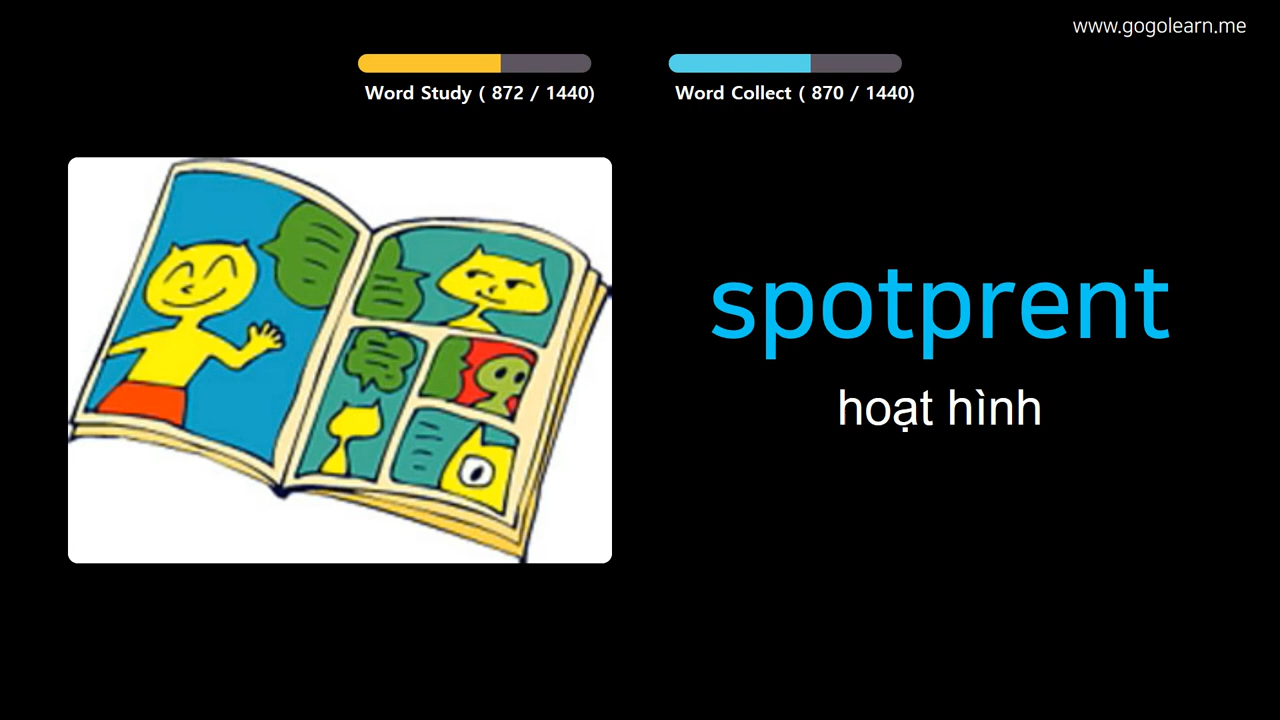 www.gogolearn.me
Word Study ( 872 / 1440)
Word Collect ( 870 / 1440)
spotprent
hoạt hình